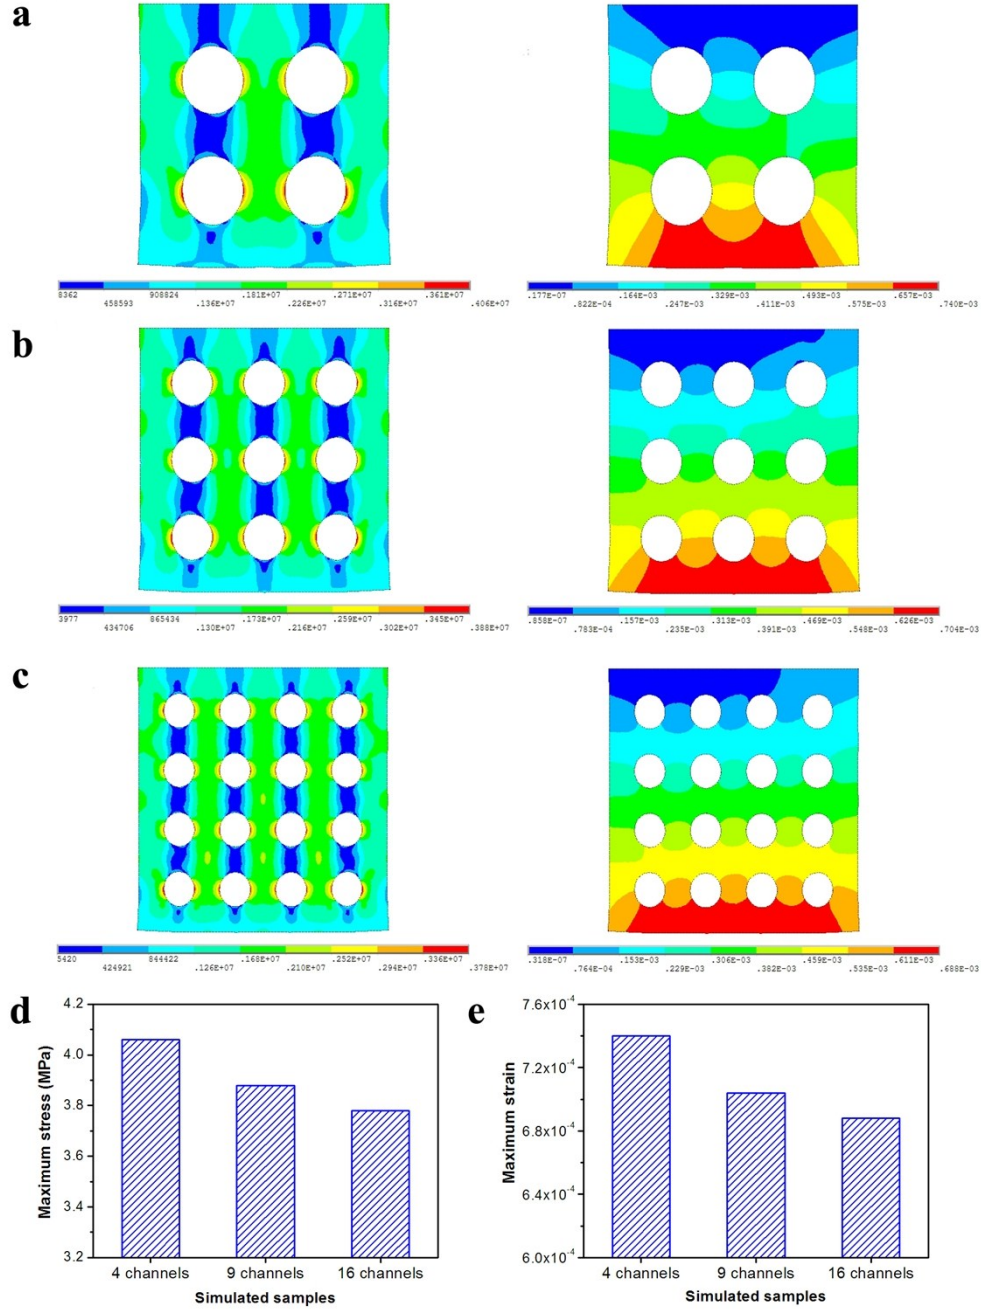 a
8362 908824 .181E+07 .271E+07 .361E+07
458593 .136E+07 .226E+07 .316E+07 .406E+07
.177E-07 .164E-03 .329E-03 .493E-03 .657E-03
.822E-04 .247E-03 .411E-03 .575E-03 .740E-03
b
3977 865434 .173E+07 .259E+07 .345E+07
434706 .130E+07 .216E+07 .302E+07 .388E+07
.858E-07 .157E-03 .313E-03 .469E-03 .626E-03
.783E-04 .235E-03 .391E-03 .548E-03 .704E-03
c
5420 844422 .168E+07 .252E+07 .336E+07
424921 .126E+07 .210E+07 .294E+07 .378E+07
.318E-07 .153E-03 .306E-03 .459E-03 .611E-03
.764E-04 .229E-03 .382E-03 .535E-03 .688E-03
d
4.2
4.0
3.8
3.6
3.4
3.2
Maximum stress (MPa)
4 channels 9 channels 16 channels
Simulated samples
e
7.6x10⁻⁴
7.2x10⁻⁴
6.8x10⁻⁴
6.4x10⁻⁴
6.0x10⁻⁴
Maximum strain
4 channels 9 channels 16 channels
Simulated samples